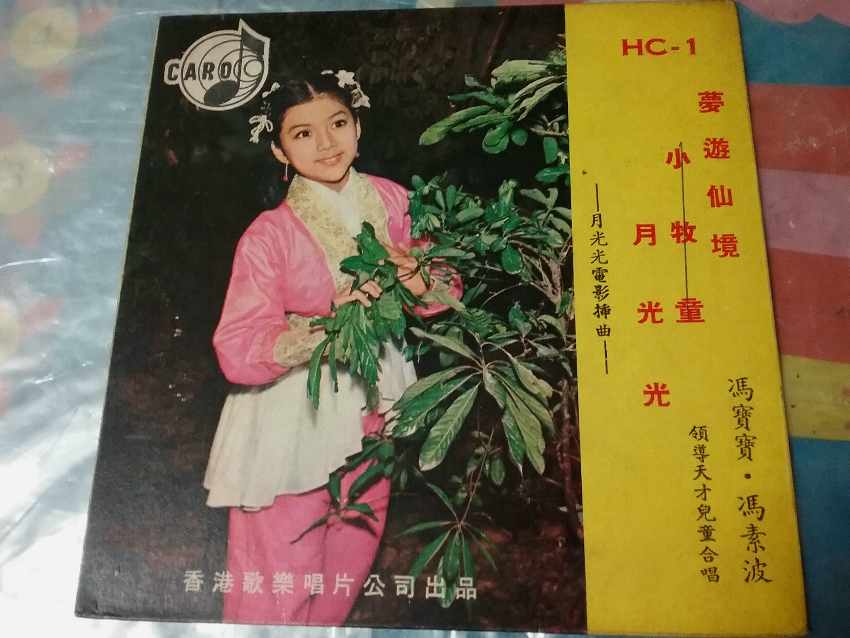 CARO
HC-1
夢遊仙境
小牧童
月光光
—月光光電影插曲—
馮寶寶・馮素波
領導天才兒童合唱
香港歌樂唱片公司出品